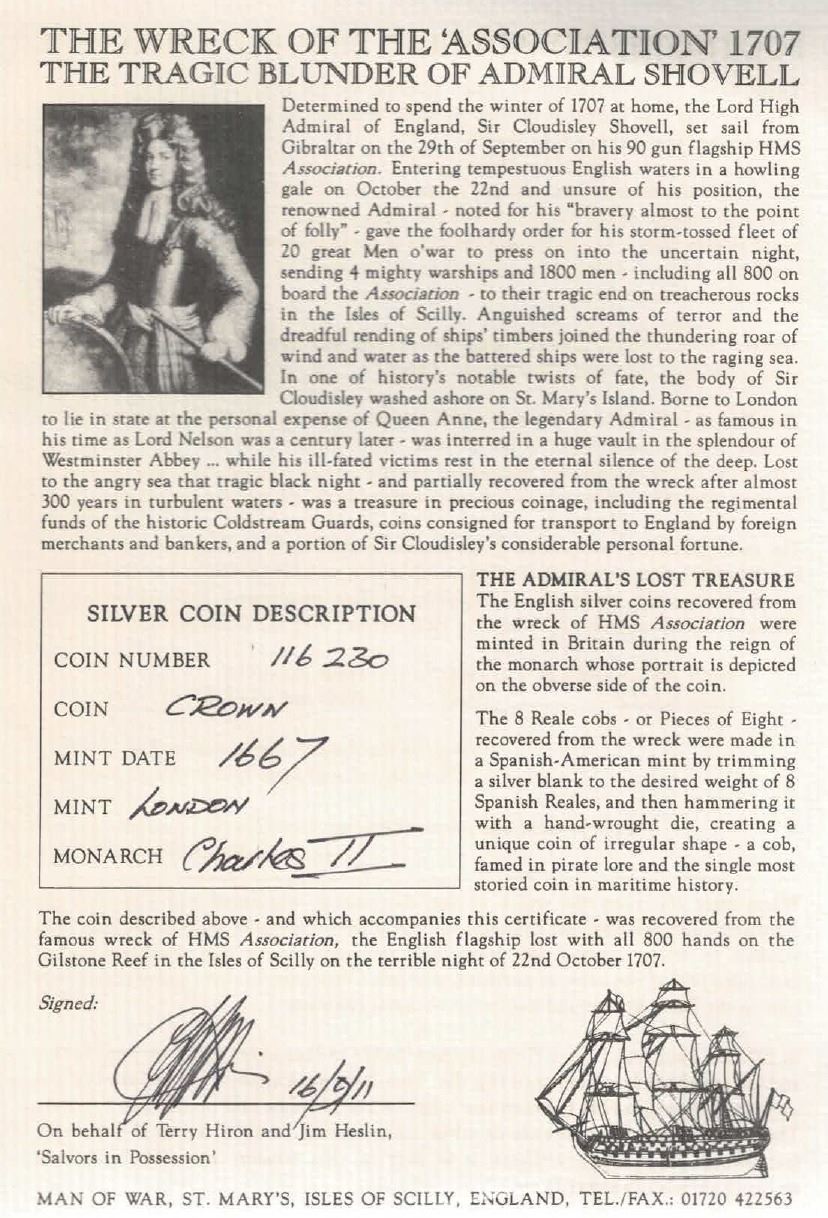 THE WRECK OF THE 'ASSOCIATION' 1707
THE TRAGIC BLUNDER OF ADMIRAL SHOVELL
Determined to spend the winter of 1707 at home, the Lord High
Admiral of England, Sir Cloudisley Shovell, set sail from
Gibraltar on the 29th of September on his 90 gun flagship HMS
Association. Entering tempestuous English waters in a howling
gale on October the 22nd and unsure of his position, the
renowned Admiral - noted for his "bravery almost to the point
of folly" - gave the foolhardy order for his storm-tossed fleet of
20 great Men o'war to press on into the uncertain night,
sending 4 mighty warships and 1800 men - including all 800 on
board the Association - to their tragic end on treacherous rocks
in the Isles of Scilly. Anguished screams of terror and the
dreadful rending of ships' timbers joined the thundering roar of
wind and water as the battered ships were lost to the raging sea.
In one of history's notable twists of fate, the body of Sir
Cloudisley washed ashore on St. Mary's Island. Borne to London
to lie in state at the personal expense of Queen Anne, the legendary Admiral - as famous in
his time as Lord Nelson was a century later - was interred in a huge vault in the splendour of
Westminster Abbey ... while his ill-fated victims rest in the eternal silence of the deep. Lost
to the angry sea that tragic black night - and partially recovered from the wreck after almost
300 years in turbulent waters - was a treasure in precious coinage, including the regimental
funds of the historic Coldstream Guards, coins consigned for transport to England by foreign
merchants and bankers, and a portion of Sir Cloudisley's considerable personal fortune.
SILVER COIN DESCRIPTION
COIN NUMBER 116 230
COIN CROWN
MINT DATE 1667
MINT LONDON
MONARCH Charles II
THE ADMIRAL'S LOST TREASURE
The English silver coins recovered from
the wreck of HMS Association were
minted in Britain during the reign of
the monarch whose portrait is depicted
on the obverse side of the coin.
The 8 Reale cobs - or Pieces of Eight -
recovered from the wreck were made in
a Spanish-American mint by trimming
a silver blank to the desired weight of 8
Spanish Reales, and then hammering it
with a hand-wrought die, creating a
unique coin of irregular shape - a cob,
famed in pirate lore and the single most
storied coin in maritime history.
The coin described above - and which accompanies this certificate - was recovered from the
famous wreck of HMS Association, the English flagship lost with all 800 hands on the
Gilstone Reef in the Isles of Scilly on the terrible night of 22nd October 1707.
Signed:
On behalf of Terry Hiron and Jim Heslin,
'Salvors in Possession'
MAN OF WAR, ST. MARY'S, ISLES OF SCILLY, ENGLAND, TEL./FAX.: 01720 422563